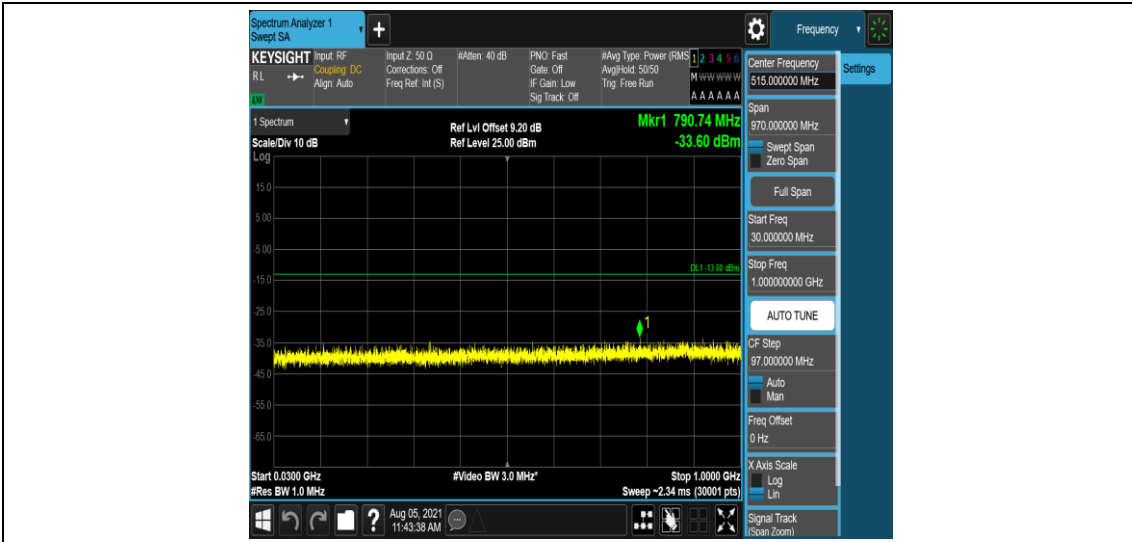 Spectrum Analyzer 1
Swept SA
+
Frequency
KEYSIGHT
RL
LXI
Input: RF
Coupling: DC
Align: Auto
Input Z: 50 Ω
Corrections: Off
Freq Ref: Int (S)
#Atten: 40 dB
PNO: Fast
Gate: Off
IF Gain: Low
Sig Track: Off
#Avg Type: Power (RMS
Avg|Hold: 50/50
Trig: Free Run
1 2 3 4 5 6
M W W W W W
A A A A A A
1 Spectrum
Scale/Div 10 dB
Log
Ref Lvl Offset 9.20 dB
Ref Level 25.00 dBm
Mkr1 790.74 MHz
-33.60 dBm
15.0
5.00
-5.00
DL1 -13.00 dBm
-15.0
-25.0
1
-35.0
-45.0
-55.0
-65.0
Start 0.0300 GHz
#Video BW 3.0 MHz*
Stop 1.0000 GHz
#Res BW 1.0 MHz
Sweep ~2.34 ms (30001 pts)
?
Aug 05, 2021
11:43:38 AM
Center Frequency
515.000000 MHz
Settings
Span
970.000000 MHz
Swept Span
Zero Span
Full Span
Start Freq
30.000000 MHz
Stop Freq
1.000000000 GHz
AUTO TUNE
CF Step
97.000000 MHz
Auto
Man
Freq Offset
0 Hz
X Axis Scale
Log
Lin
Signal Track
(Span Zoom)